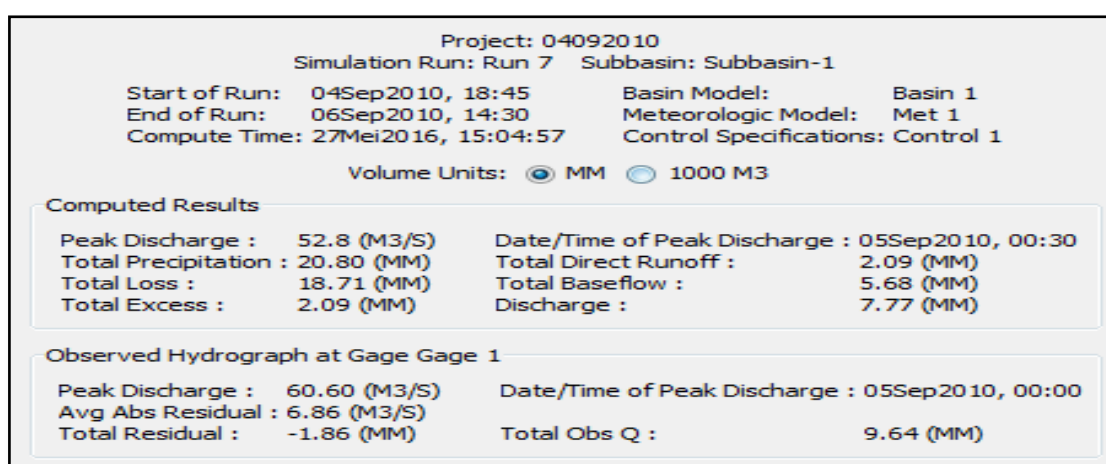 Project: 04092010
Simulation Run: Run 7 Subbasin: Subbasin-1
Start of Run: 04Sep2010, 18:45 Basin Model: Basin 1
End of Run: 06Sep2010, 14:30 Meteorologic Model: Met 1
Compute Time: 27Mei2016, 15:04:57 Control Specifications: Control 1
Volume Units: MM 1000 M3
Computed Results
Peak Discharge : 52.8 (M3/S) Date/Time of Peak Discharge : 05Sep2010, 00:30
Total Precipitation : 20.80 (MM) Total Direct Runoff : 2.09 (MM)
Total Loss : 18.71 (MM) Total Baseflow : 5.68 (MM)
Total Excess : 2.09 (MM) Discharge : 7.77 (MM)
Observed Hydrograph at Gage Gage 1
Peak Discharge : 60.60 (M3/S) Date/Time of Peak Discharge : 05Sep2010, 00:00
Avg Abs Residual : 6.86 (M3/S)
Total Residual : -1.86 (MM) Total Obs Q : 9.64 (MM)